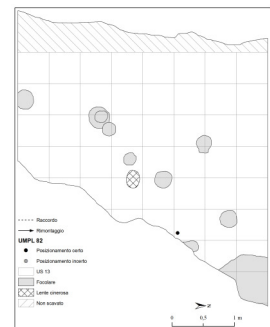 Raccordo
Rimontaggio
UMPL 82
Posizionamento certo
Posizionamento incerto
US 13
Focolare
Lente cinerosa
Non scavato
N
0 0,5 1 m